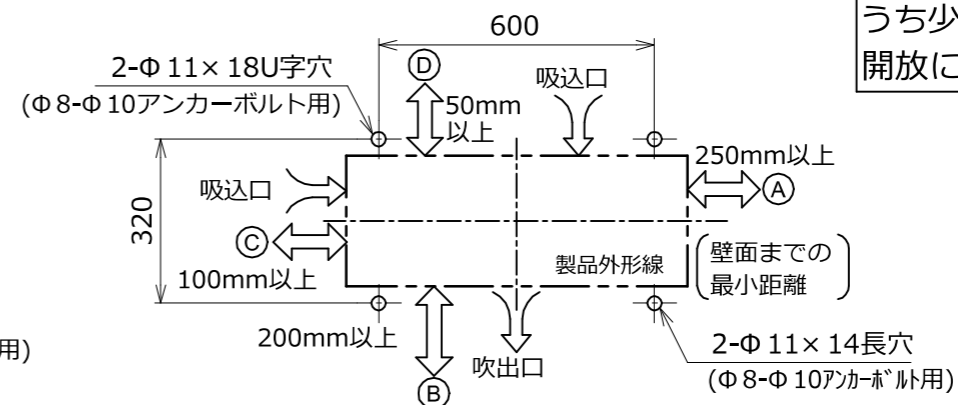 うち少
開放に
600
2-Φ11×18U字穴
(Φ8-Φ10アンカーボルト用)
D
50mm
以上
吸込口
250mm以上
A
吸込口
320
C
100mm以上
製品外形線
壁面までの
最小距離
200mm以上
B
吹出口
2-Φ11×14長穴
(Φ8-Φ10ｱﾝｶｰﾎﾞﾙﾄ用)
用)